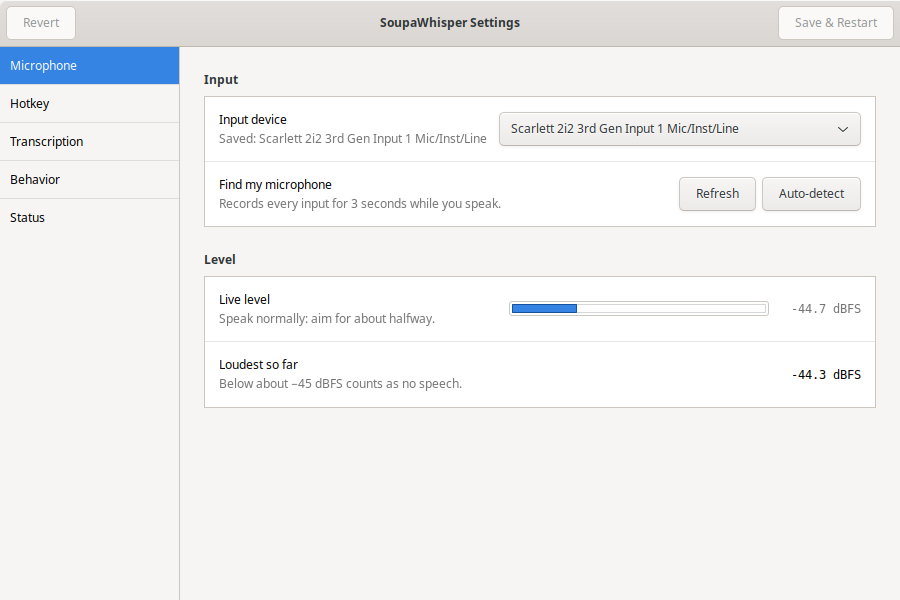 Revert
SoupaWhisper Settings
Save & Restart
Microphone
Hotkey
Transcription
Behavior
Status
Input
Input device
Saved: Scarlett 2i2 3rd Gen Input 1 Mic/Inst/Line
Scarlett 2i2 3rd Gen Input 1 Mic/Inst/Line
Find my microphone
Records every input for 3 seconds while you speak.
Refresh
Auto-detect
Level
Live level
Speak normally: aim for about halfway.
-44.7 dBFS
Loudest so far
Below about −45 dBFS counts as no speech.
-44.3 dBFS